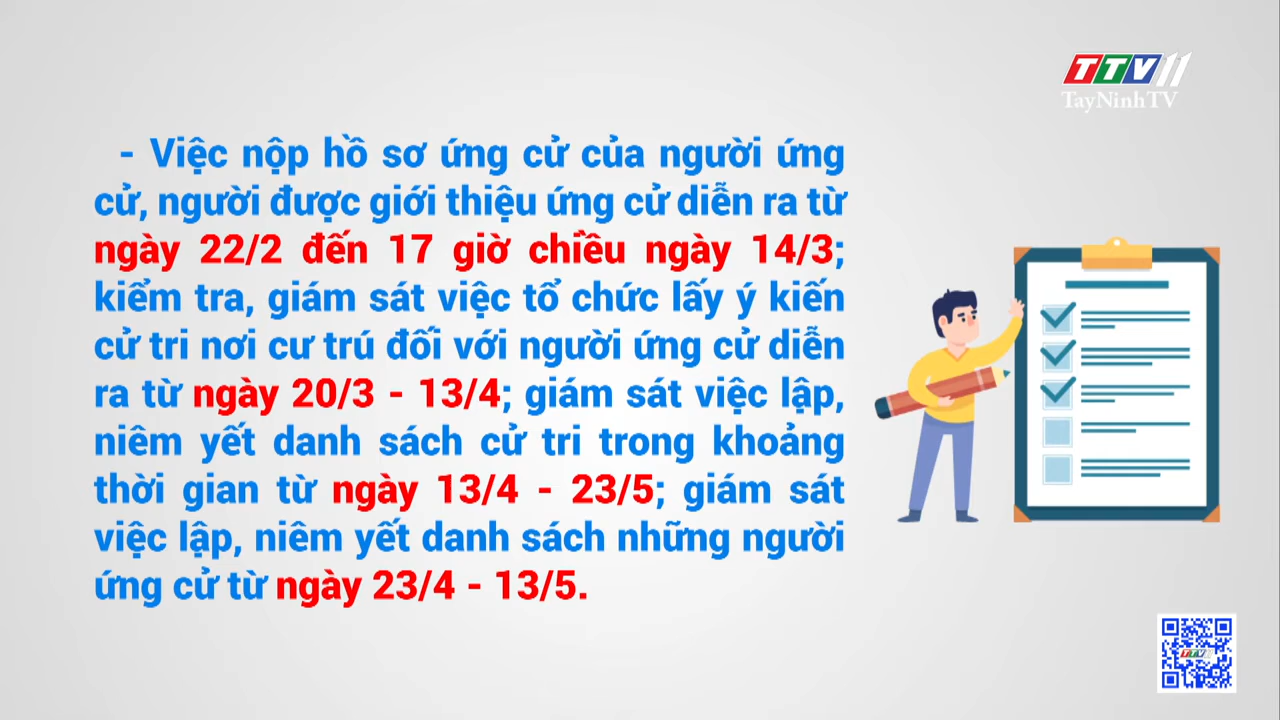 TTV11
TayNinhTV
- Việc nộp hồ sơ ứng cử của người ứng
cử, người được giới thiệu ứng cử diễn ra từ
ngày 22/2 đến 17 giờ chiều ngày 14/3;
kiểm tra, giám sát việc tổ chức lấy ý kiến
cử tri nơi cư trú đối với người ứng cử diễn
ra từ ngày 20/3 - 13/4; giám sát việc lập,
niêm yết danh sách cử tri trong khoảng
thời gian từ ngày 13/4 - 23/5; giám sát
việc lập, niêm yết danh sách những người
ứng cử từ ngày 23/4 - 13/5.
TTV11